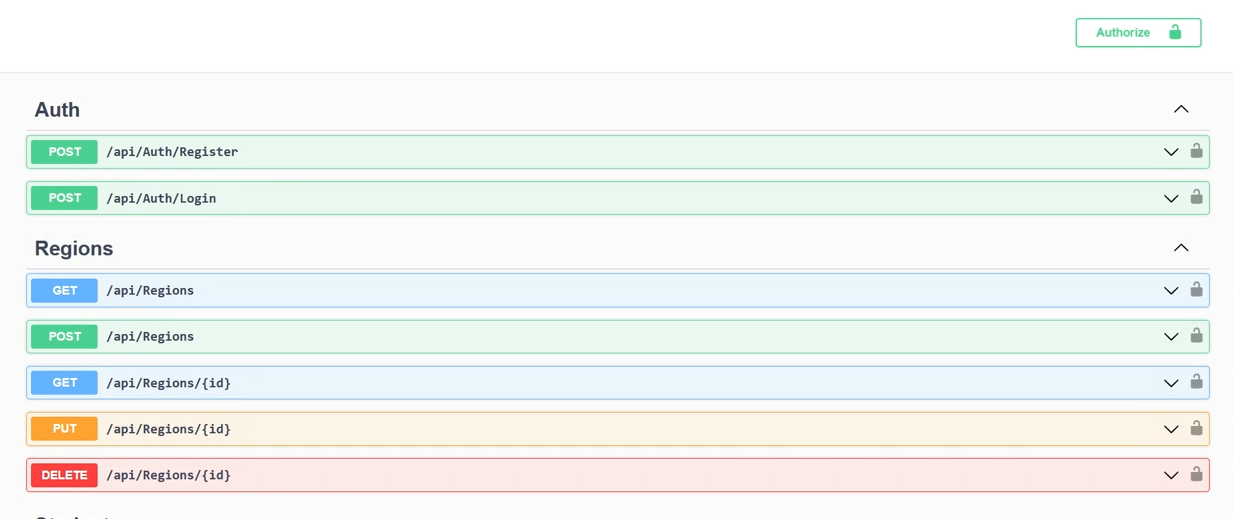 Authorize
Auth
POST /api/Auth/Register
POST /api/Auth/Login
Regions
GET /api/Regions
POST /api/Regions
GET /api/Regions/{id}
PUT /api/Regions/{id}
DELETE /api/Regions/{id}